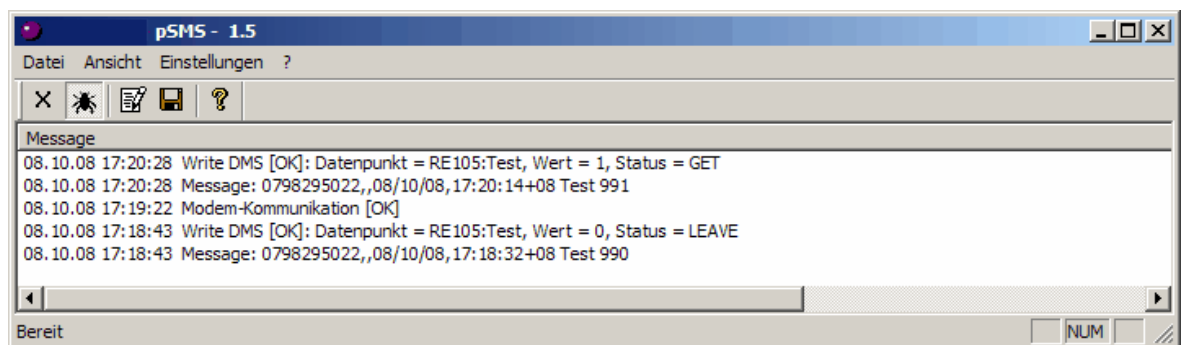 pSMS - 1.5
Datei Ansicht Einstellungen ?
Message
08.10.08 17:20:28 Write DMS [OK]: Datenpunkt = RE105:Test, Wert = 1, Status = GET
08.10.08 17:20:28 Message: 0798295022,,08/10/08,17:20:14+08 Test 991
08.10.08 17:19:22 Modem-Kommunikation [OK]
08.10.08 17:18:43 Write DMS [OK]: Datenpunkt = RE105:Test, Wert = 0, Status = LEAVE
08.10.08 17:18:43 Message: 0798295022,,08/10/08,17:18:32+08 Test 990
Bereit NUM